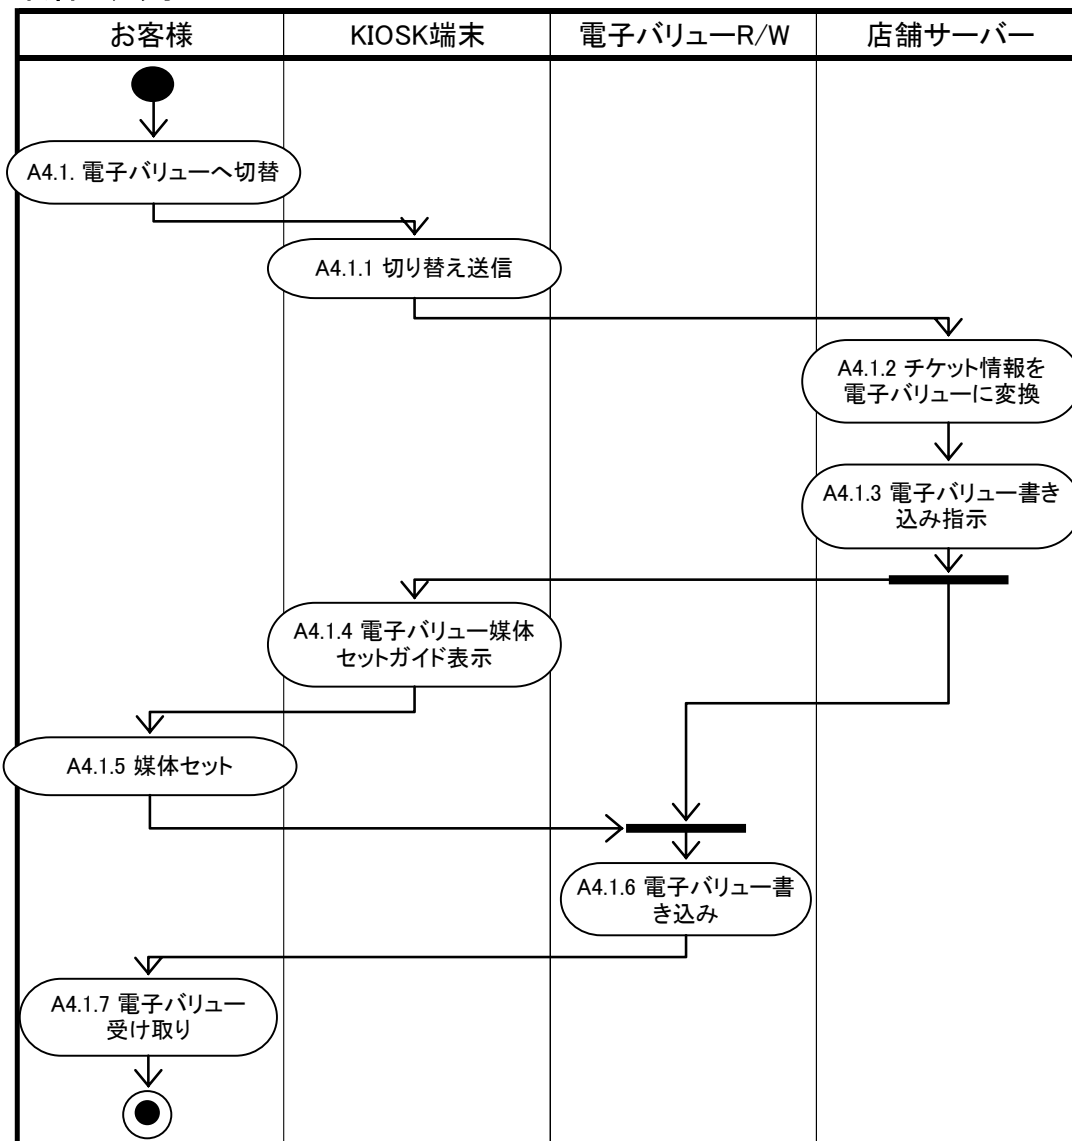 お客様
KIOSK端末
電子バリューR/W
店舗サーバー
A4.1. 電子バリューへ切替
A4.1.1 切り替え送信
A4.1.2 チケット情報を
電子バリューに変換
A4.1.3 電子バリュー書き
込み指示
A4.1.4 電子バリュー媒体
セットガイド表示
A4.1.5 媒体セット
A4.1.6 電子バリュー書
き込み
A4.1.7 電子バリュー
受け取り